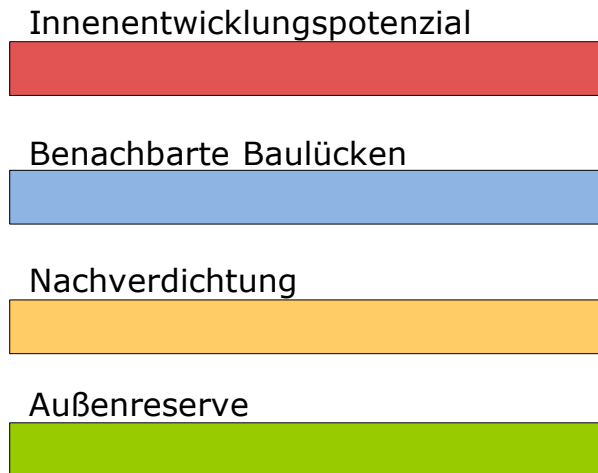 Innenentwicklungspotenzial
Benachbarte Baulücken
Nachverdichtung
Außenreserve